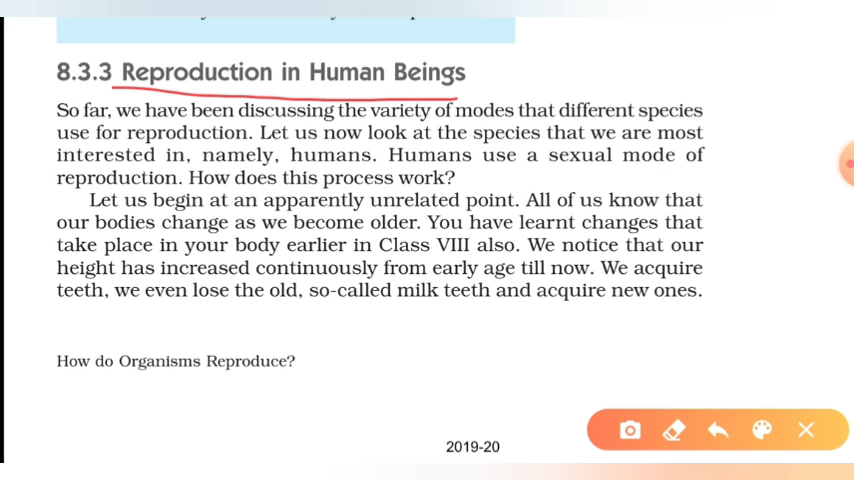 8.3.3 Reproduction in Human Beings
So far, we have been discussing the variety of modes that different species
use for reproduction. Let us now look at the species that we are most
interested in, namely, humans. Humans use a sexual mode of
reproduction. How does this process work?
Let us begin at an apparently unrelated point. All of us know that
our bodies change as we become older. You have learnt changes that
take place in your body earlier in Class VIII also. We notice that our
height has increased continuously from early age till now. We acquire
teeth, we even lose the old, so-called milk teeth and acquire new ones.
How do Organisms Reproduce?
2019-20